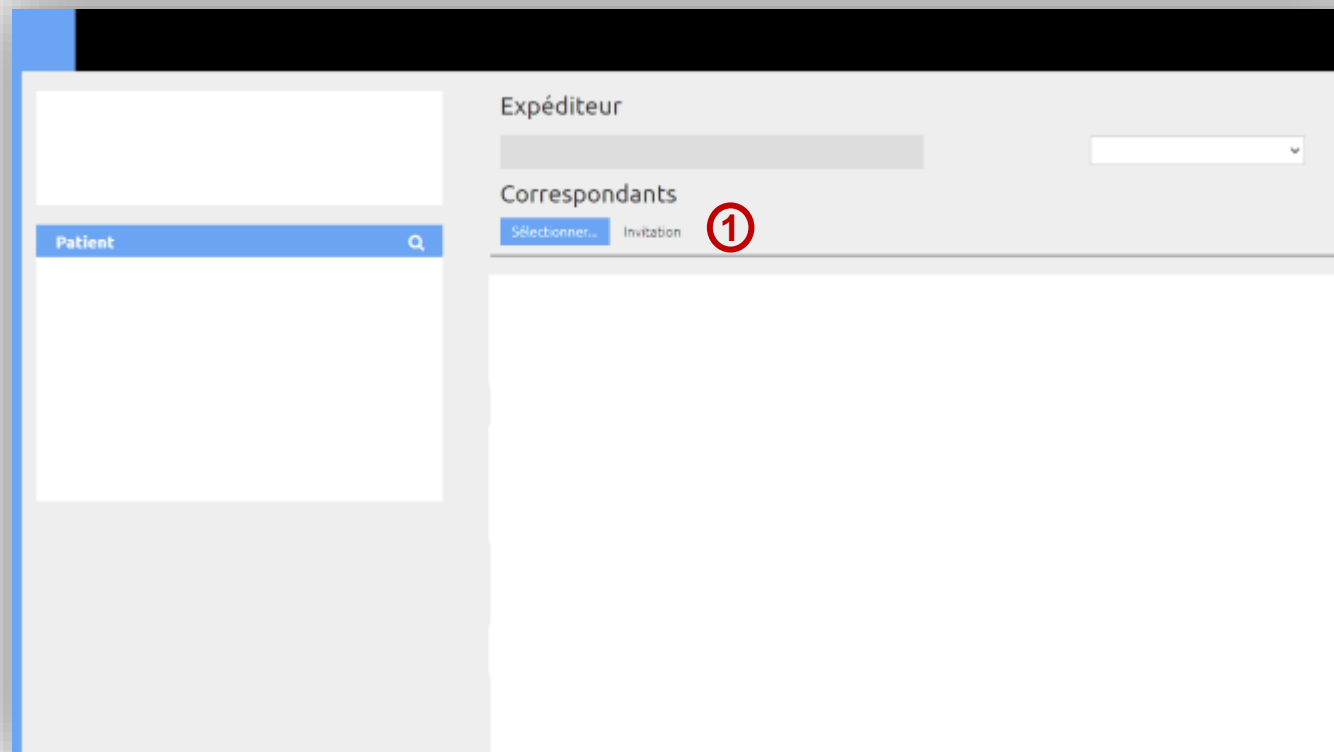 Expéditeur
Correspondants
Sélectionner... Invitation 1
Patient